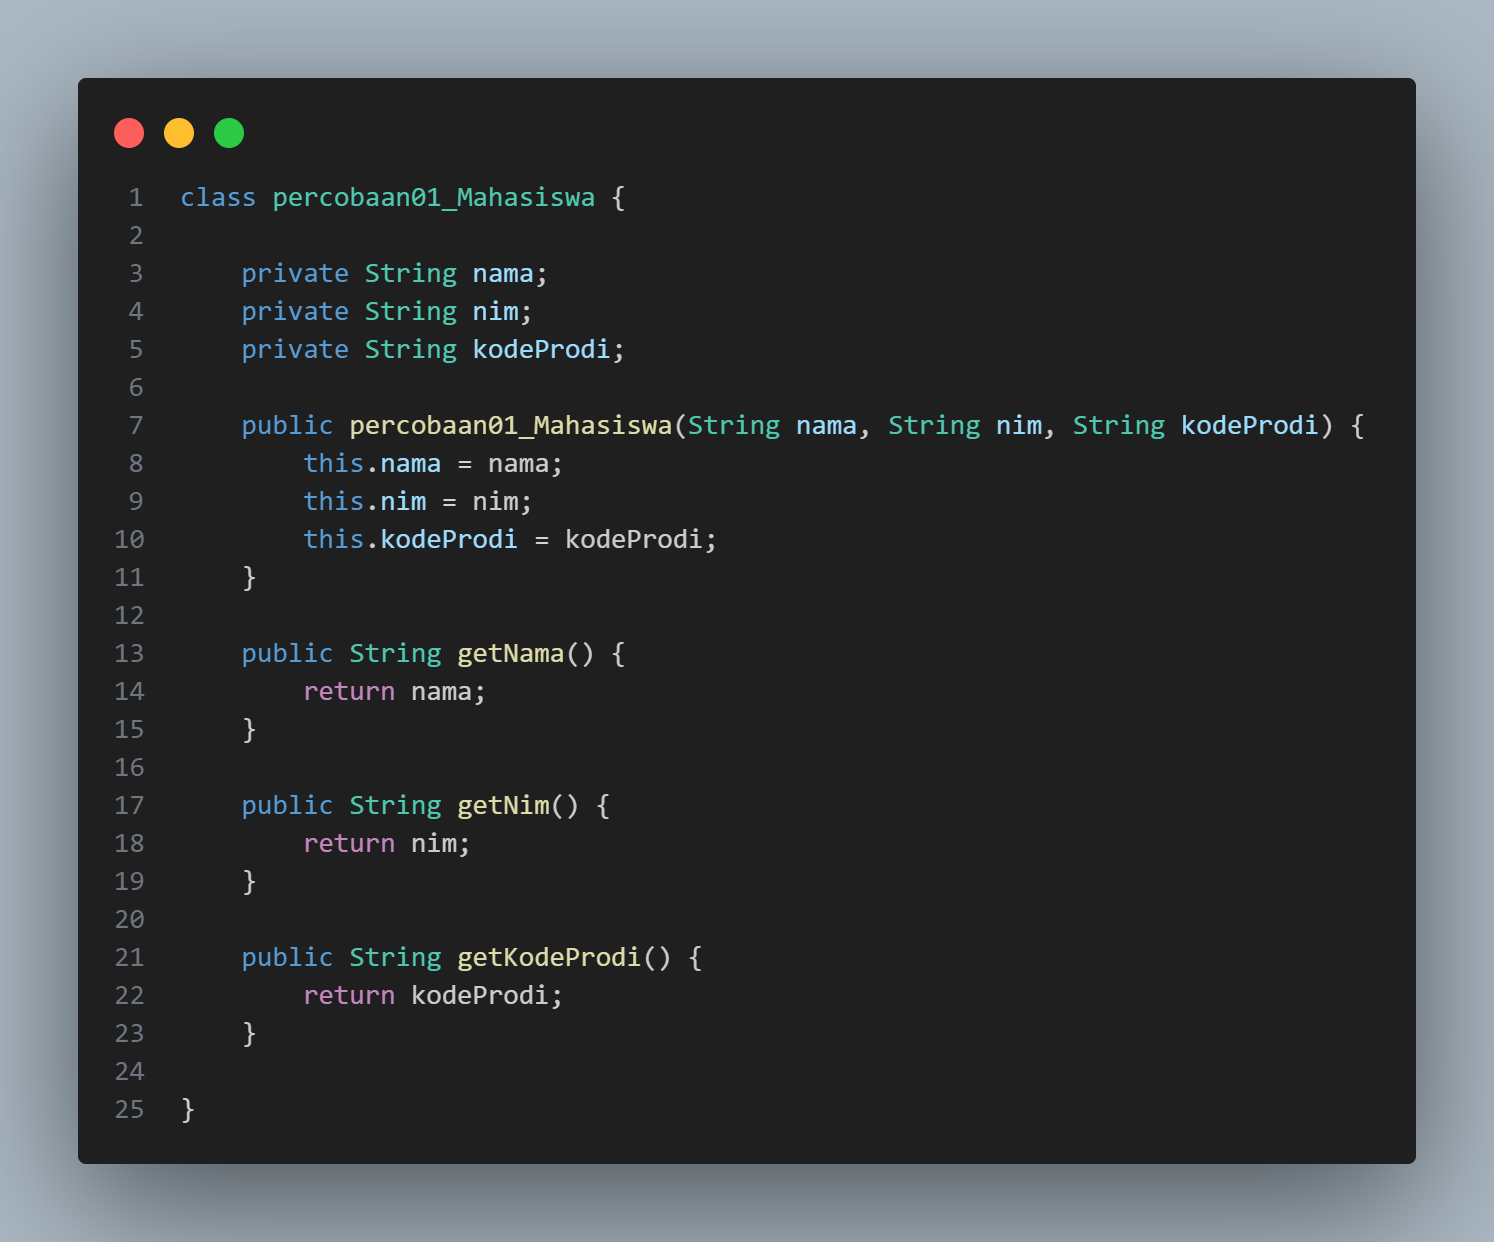 1 class percobaan01_Mahasiswa {
2
3     private String nama;
4     private String nim;
5     private String kodeProdi;
6
7     public percobaan01_Mahasiswa(String nama, String nim, String kodeProdi) {
8         this.nama = nama;
9         this.nim = nim;
10         this.kodeProdi = kodeProdi;
11     }
12
13     public String getNama() {
14         return nama;
15     }
16
17     public String getNim() {
18         return nim;
19     }
20
21     public String getKodeProdi() {
22         return kodeProdi;
23     }
24
25 }